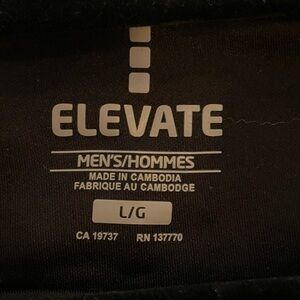 ELEVATE
MEN'S/HOMMES
MADE IN CAMBODIA
FABRIQUE AU CAMBODGE
L/G
CA 19737 RN 137770